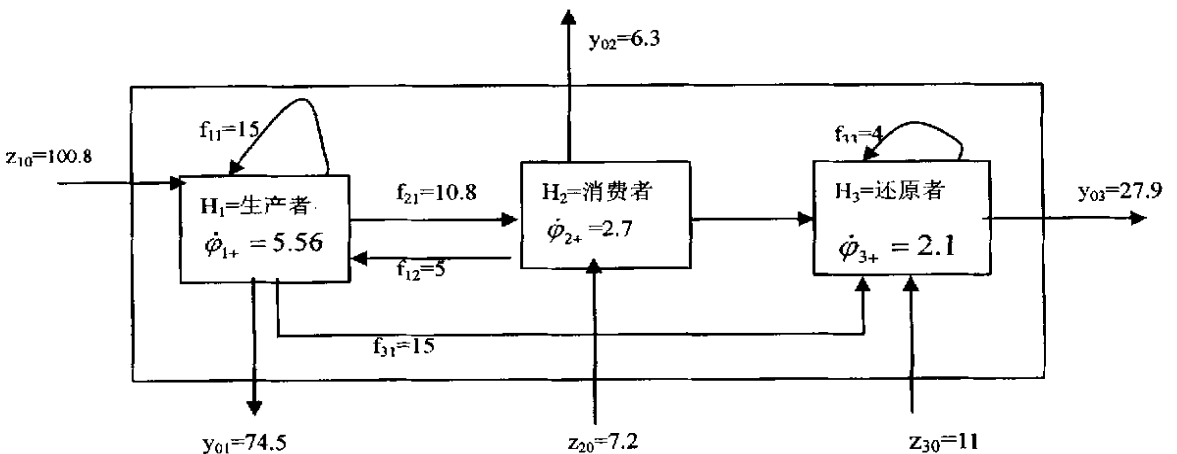 y₀₂=6.3
f₁₁=15
f₃₃=4
z₁₀=100.8
H₁=生产者
φ̇₁₊ = 5.56
f₂₁=10.8
f₁₂=5
H₂=消费者
φ̇₂₊ =2.7
H₃=还原者
φ̇₃₊ = 2.1
y₀₃=27.9
f₃₁=15
y₀₁=74.5
z₂₀=7.2
z₃₀=11